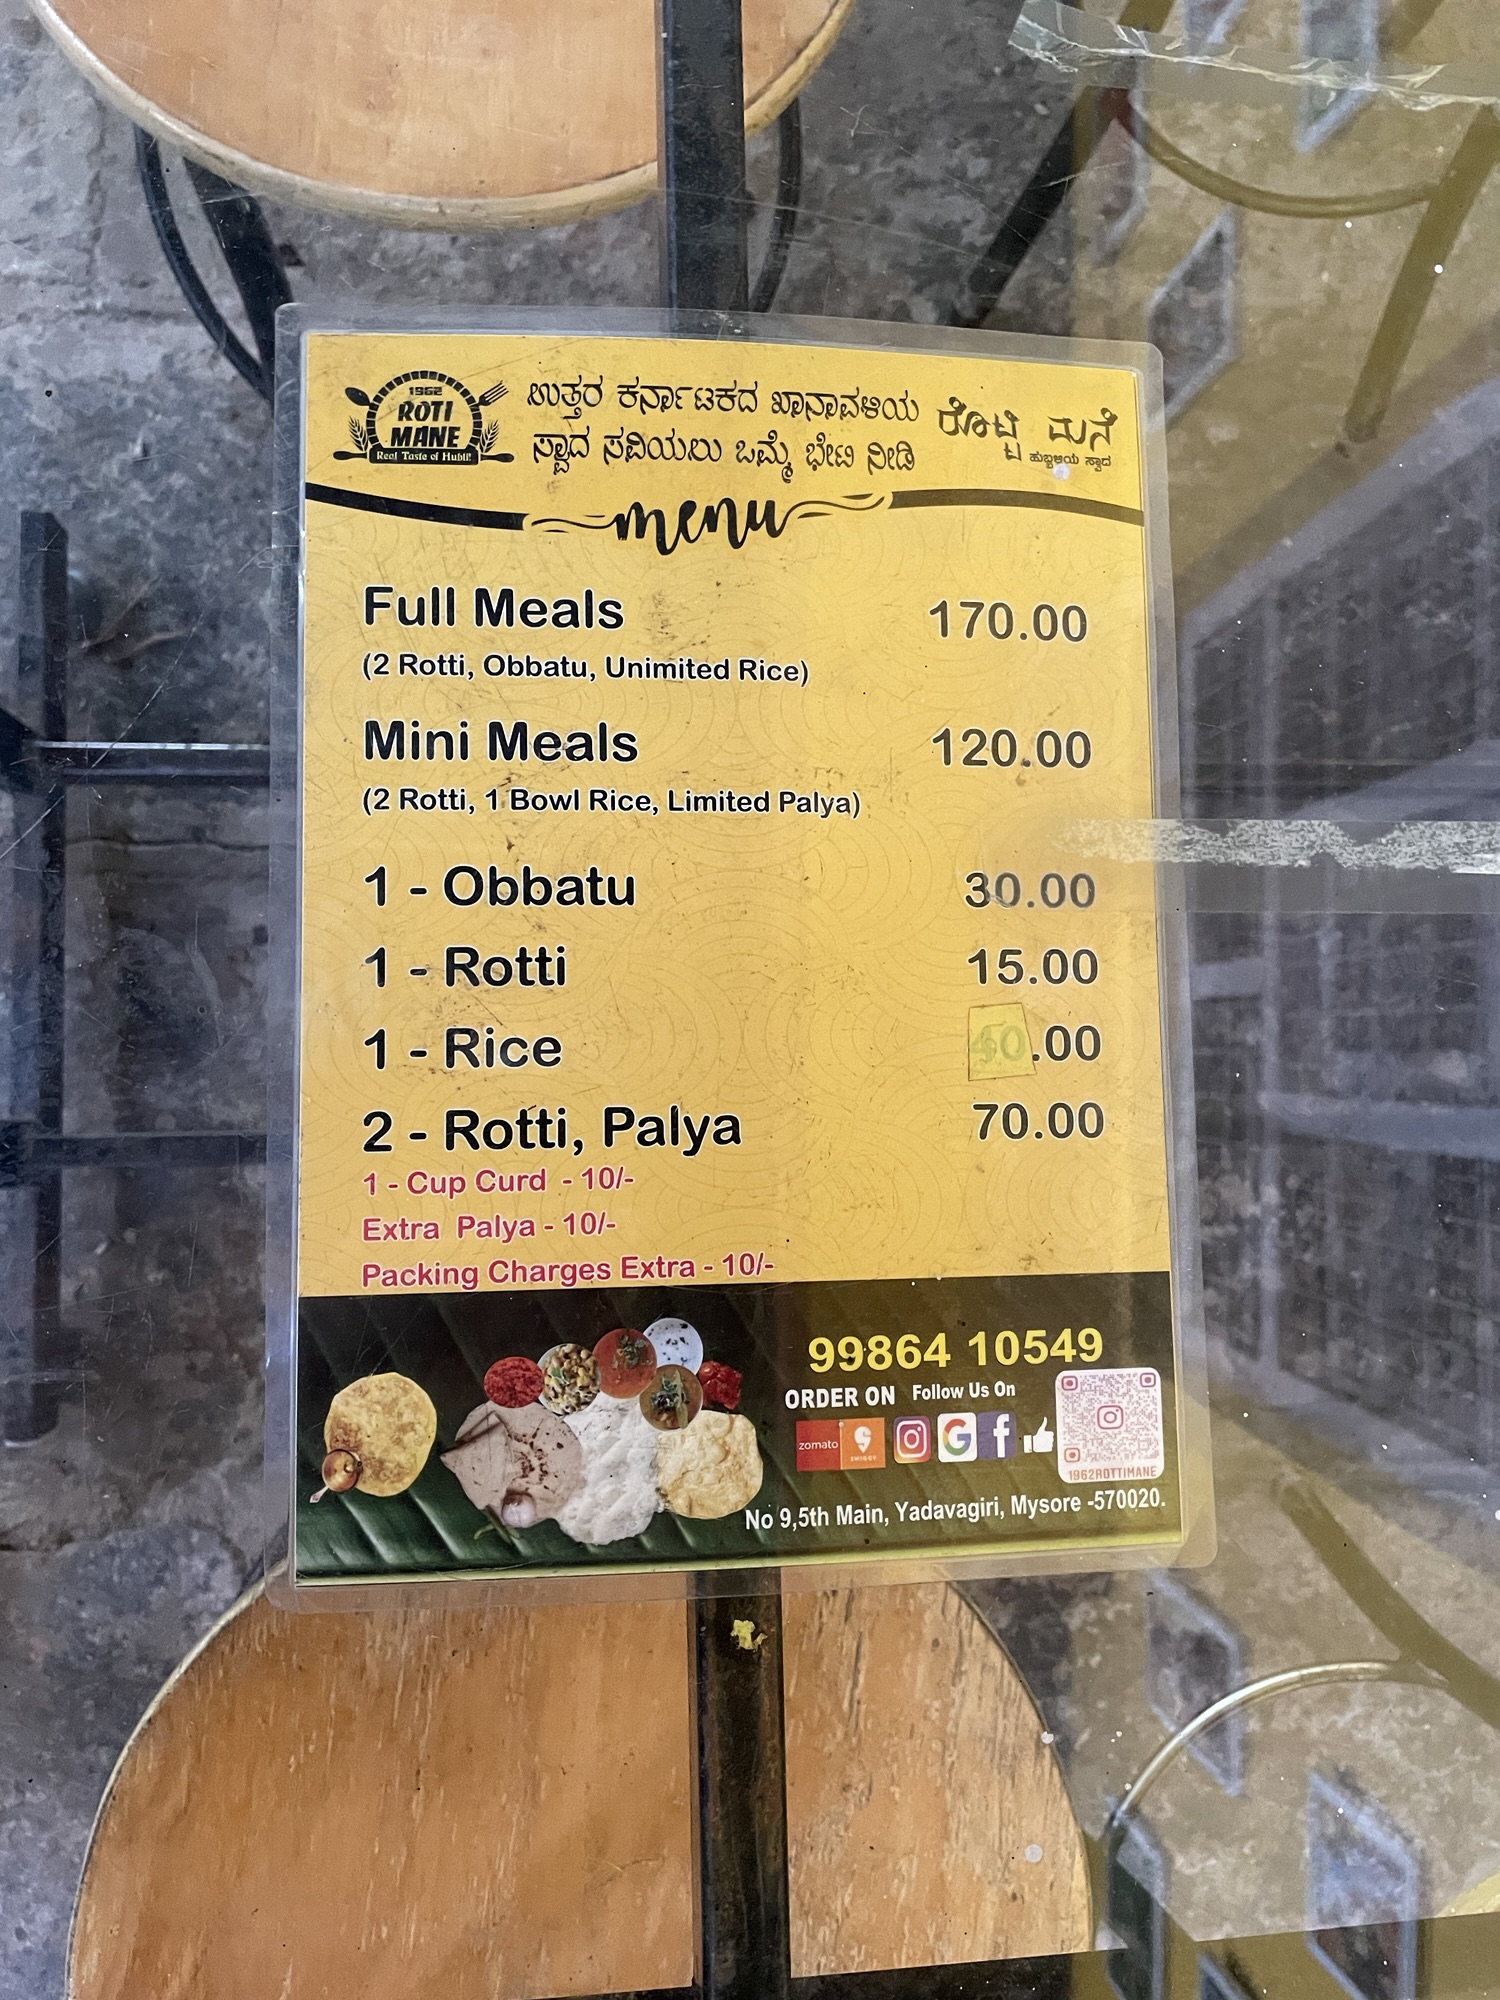 1962
ROTI
MANE
Real Taste of Hubli!
ಉತ್ತರ ಕರ್ನಾಟಕದ ಖಾನಾವಳಿಯ
ಸ್ವಾದ ಸವಿಯಲು ಒಮ್ಮೆ ಭೇಟಿ ನೀಡಿ
ರೊಟ್ಟಿ ಮನೆ
ಹುಬ್ಬಳ್ಳಿಯ ಸ್ವಾದ
menu
Full Meals 170.00
(2 Rotti, Obbatu, Unimited Rice)
Mini Meals 120.00
(2 Rotti, 1 Bowl Rice, Limited Palya)
1 - Obbatu 30.00
1 - Rotti 15.00
1 - Rice 40.00
2 - Rotti, Palya 70.00
1 - Cup Curd - 10/-
Extra Palya - 10/-
Packing Charges Extra - 10/-
99864 10549
ORDER ON Follow Us On
zomato SWIGGY
1962ROTTIMANE
No 9,5th Main, Yadavagiri, Mysore -570020.